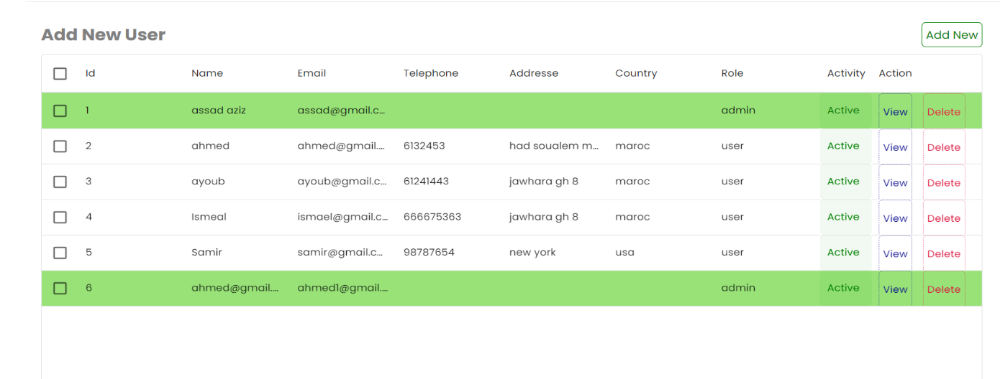 Add New User Add New
Id Name Email Telephone Addresse Country Role Activity Action
1 assad aziz assad@gmail.c... admin Active View Delete
2 ahmed ahmed@gmail.... 6132453 had soualem m... maroc user Active View Delete
3 ayoub ayoub@gmail.c... 61241443 jawhara gh 8 maroc user Active View Delete
4 Ismeal ismael@gmail.c... 666675363 jawhara gh 8 maroc user Active View Delete
5 Samir samir@gmail.c... 98787654 new york usa user Active View Delete
6 ahmed@gmail.... ahmed1@gmail.... admin Active View Delete